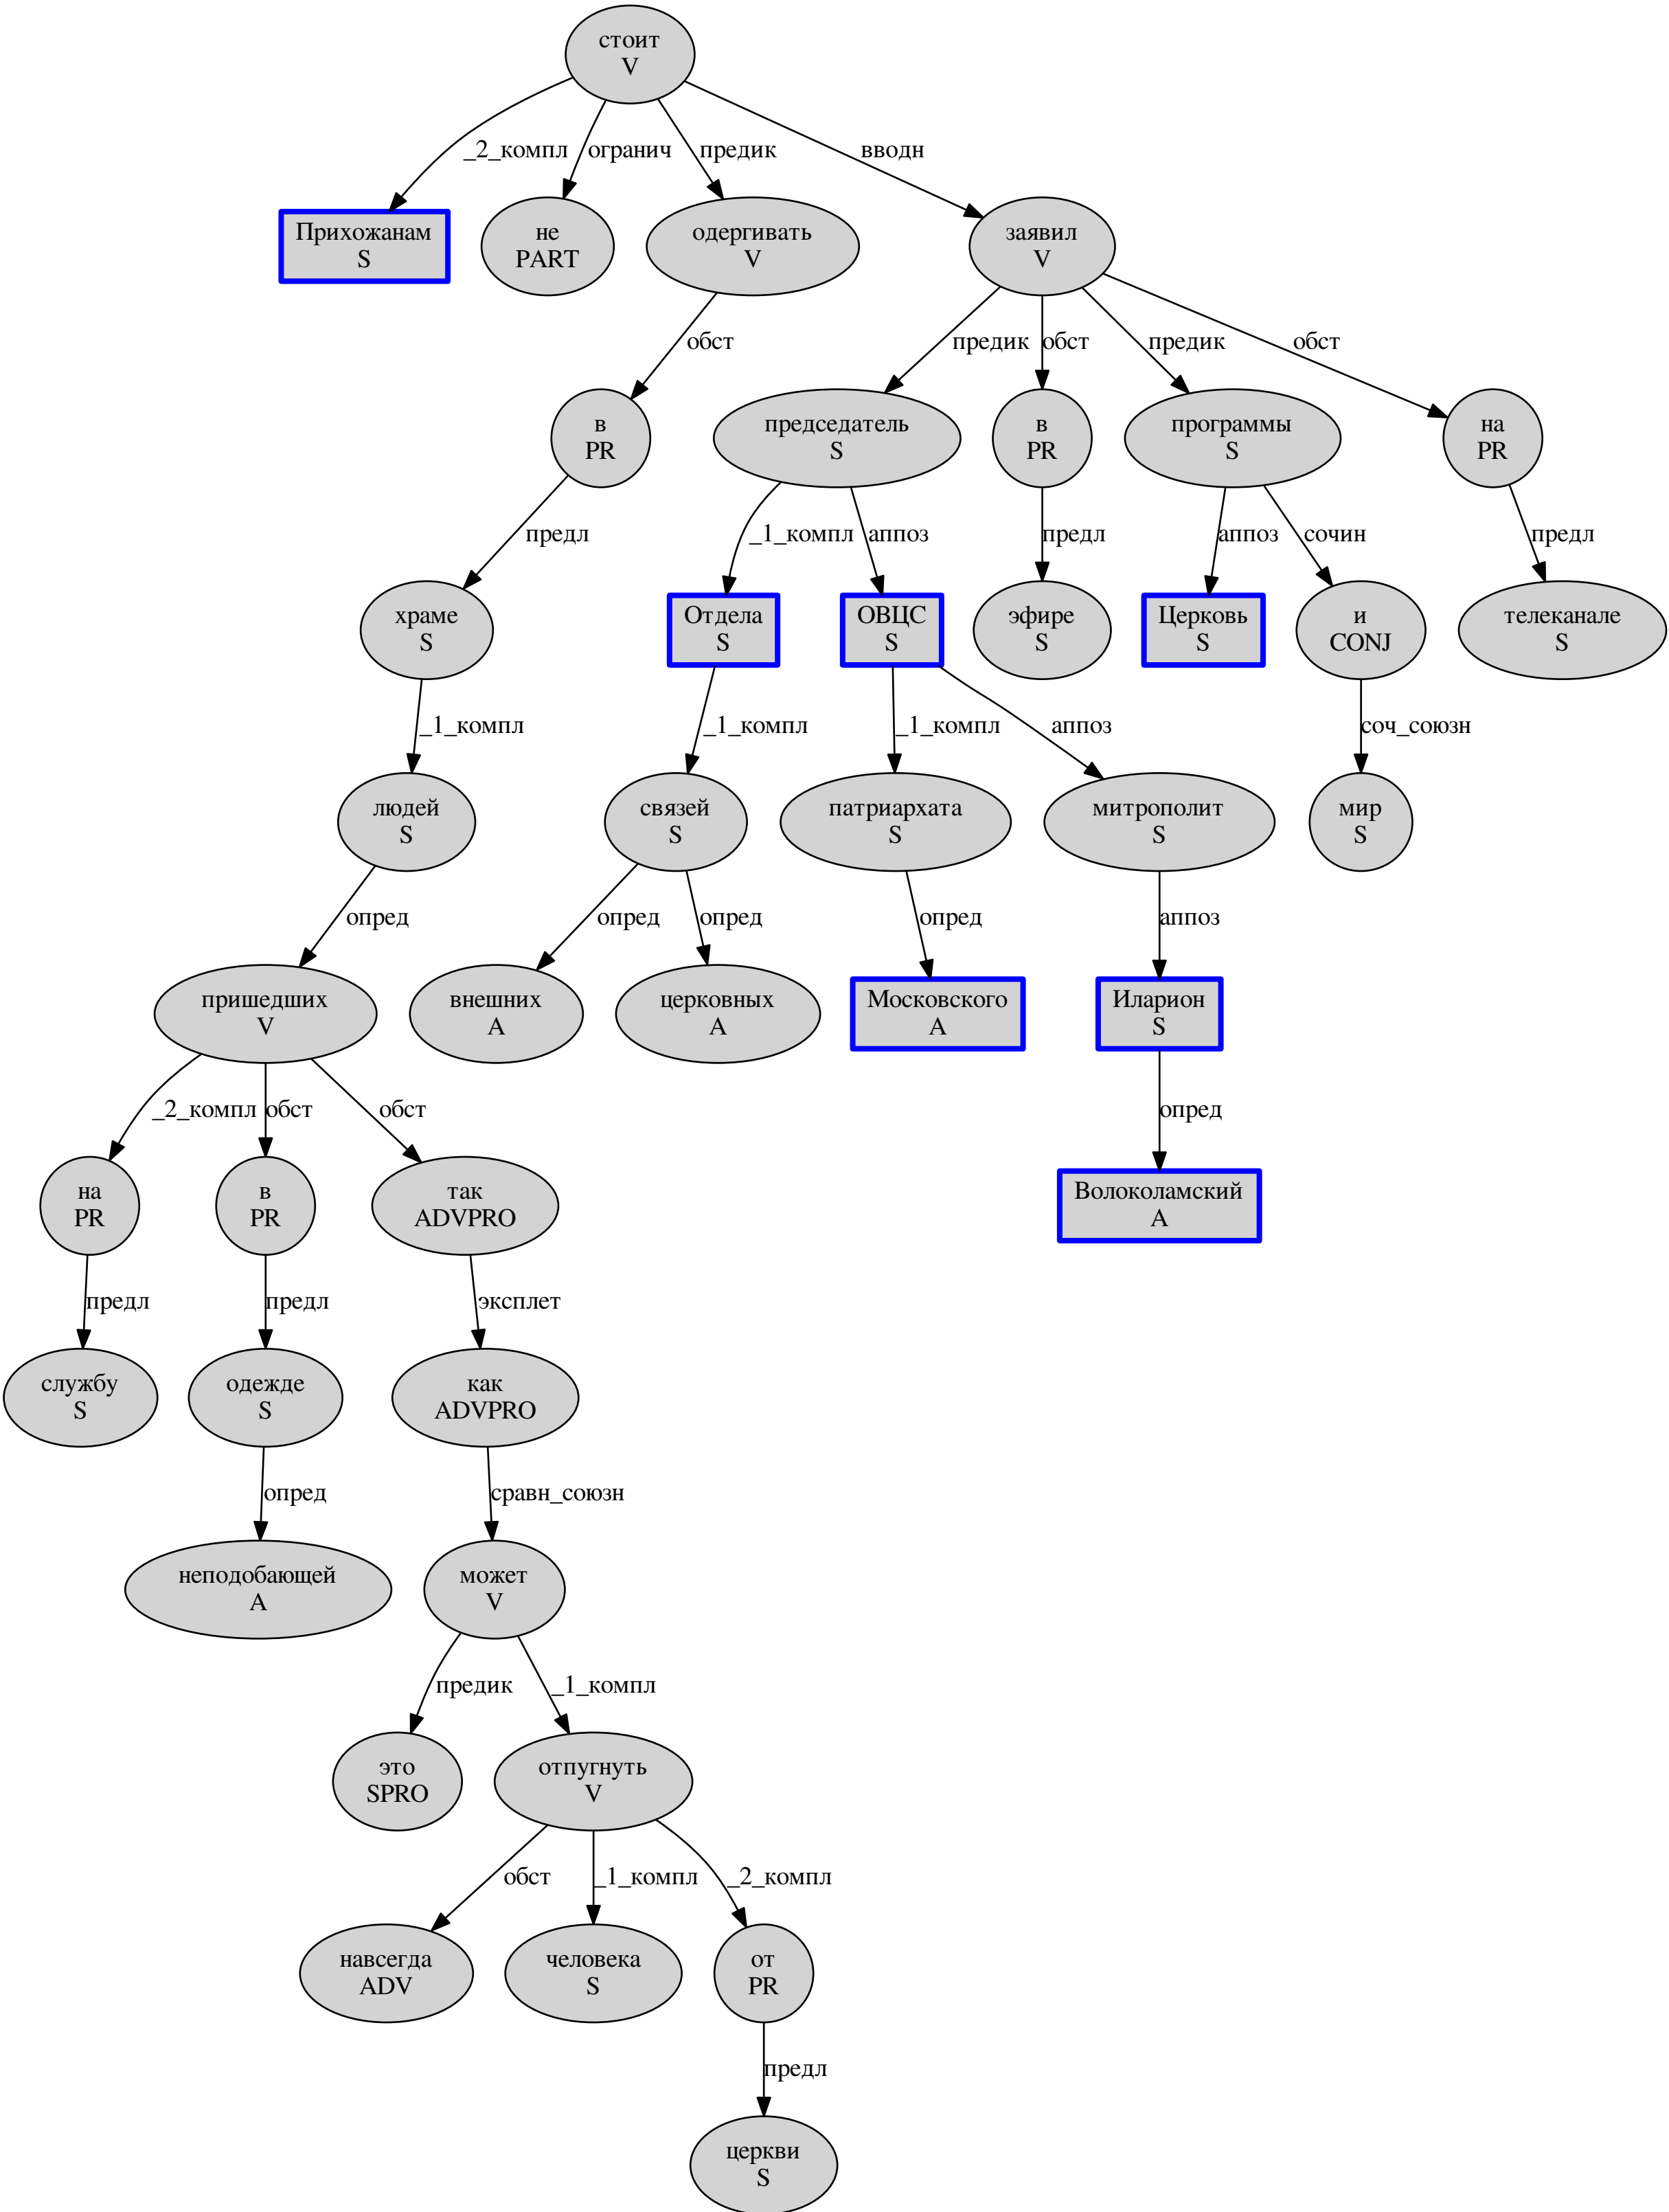 стоит
V
_2_компл
огранич
предик
вводн
Прихожанам
S
не
PART
одергивать
V
заявил
V
обст
предик
обст
предик
обст
в
PR
председатель
S
в
PR
программы
S
на
PR
предл
_1_компл
аппоз
предл
аппоз
сочин
предл
храме
S
Отдела
S
ОВЦС
S
эфире
S
Церковь
S
и
CONJ
телеканале
S
_1_компл
_1_компл
_1_компл
аппоз
соч_союзн
людей
S
связей
S
патриархата
S
митрополит
S
мир
S
опред
опред
опред
опред
аппоз
пришедших
V
внешних
A
церковных
A
Московского
A
Иларион
S
_2_компл
обст
обст
опред
на
PR
в
PR
так
ADVPRO
Волоколамский
A
предл
предл
эксплет
службу
S
одежде
S
как
ADVPRO
опред
сравн_союзн
неподобающей
A
может
V
предик
_1_компл
это
SPRO
отпугнуть
V
обст
_1_компл
_2_компл
навсегда
ADV
человека
S
от
PR
предл
церкви
S